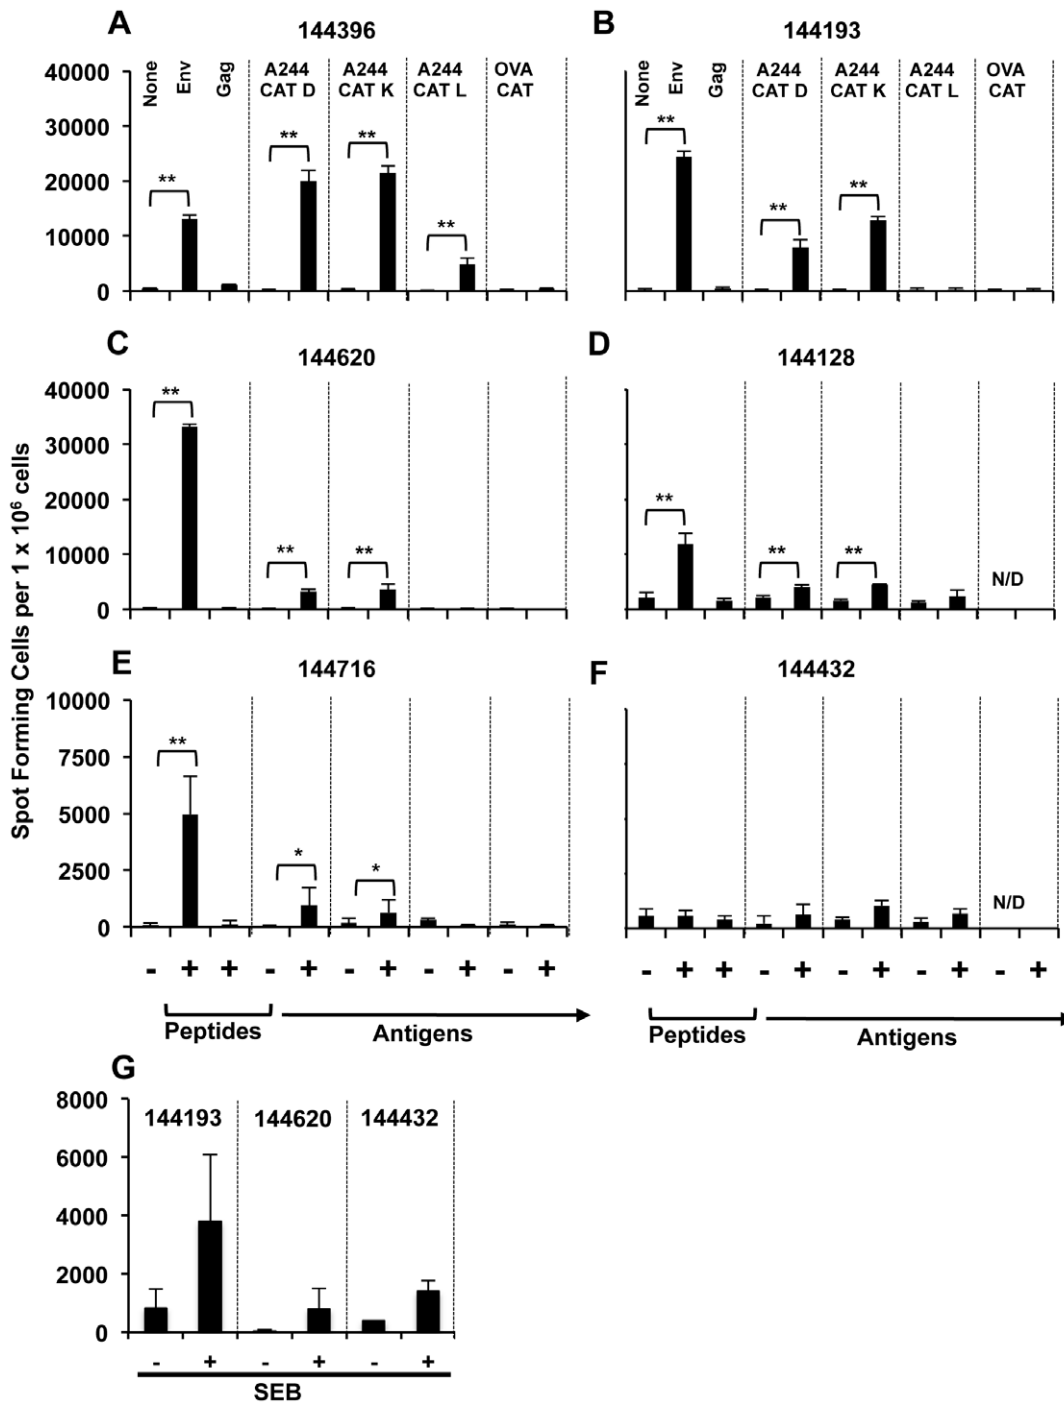 A
144396
B
144193
None Env Gag A244 CAT D A244 CAT K A244 CAT L OVA CAT
None Env Gag A244 CAT D A244 CAT K A244 CAT L OVA CAT
40000
30000
20000
10000
0
** ** ** **
** ** **
C
144620
D
144128
40000
30000
20000
10000
0
** ** **
** ** **
N/D
Spot Forming Cells per 1 x 10⁶ cells
E
144716
F
144432
10000
7500
5000
2500
0
** * *
N/D
- + + - + - + - + - +
- + + - + - + - + - +
Peptides Antigens
Peptides Antigens
G
8000
6000
4000
2000
0
144193 144620 144432
- + - + - +
SEB